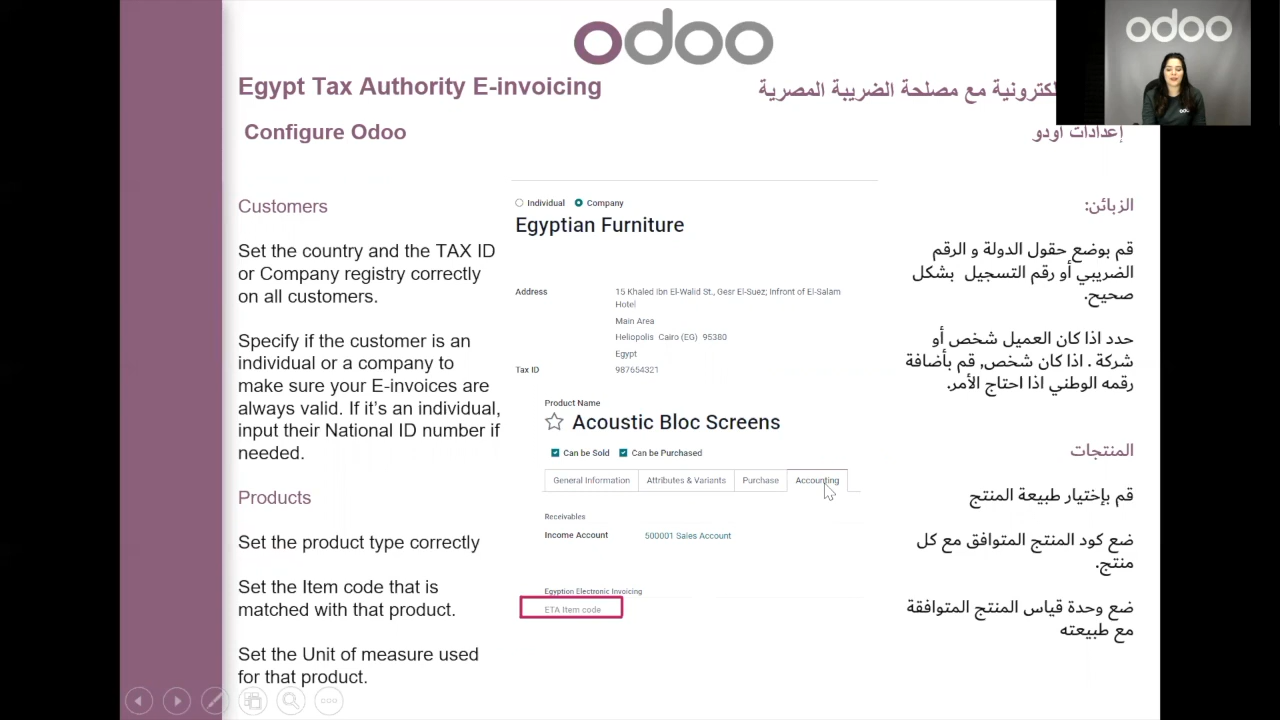 odoo
odoo
Egypt Tax Authority E-invoicing
مع مصلحة الضريبة المصرية
Configure Odoo
إعدادات أودو
Customers
Set the country and the TAX ID
or Company registry correctly
on all customers.
Specify if the customer is an
individual or a company to
make sure your E-invoices are
always valid. If it's an individual,
input their National ID number if
needed.
Products
Set the product type correctly
Set the Item code that is
matched with that product.
Set the Unit of measure used
for that product.
Individual Company
Egyptian Furniture
Address 15 Khaled Ibn El-Walid St., Gesr El-Suez; Infront of El-Salam
Hotel
Main Area
Heliopolis Cairo (EG) 95380
Egypt
Tax ID 987654321
Product Name
Acoustic Bloc Screens
Can be Sold Can be Purchased
General Information Attributes & Variants Purchase Accounting
Receivables
Income Account 500001 Sales Account
Egyption Electronic Invoicing
ETA Item code
الزبائن:
قم بوضع حقول الدولة و الرقم
الضريبي أو رقم التسجيل بشكل
صحيح.
حدد اذا كان العميل شخص أو
شركة . اذا كان شخص, قم بأضافة
رقمه الوطني اذا احتاج الأمر.
المنتجات
قم بإختيار طبيعة المنتج
ضع كود المنتج المتوافق مع كل
منتج.
ضع وحدة قياس المنتج المتوافقة
مع طبيعته